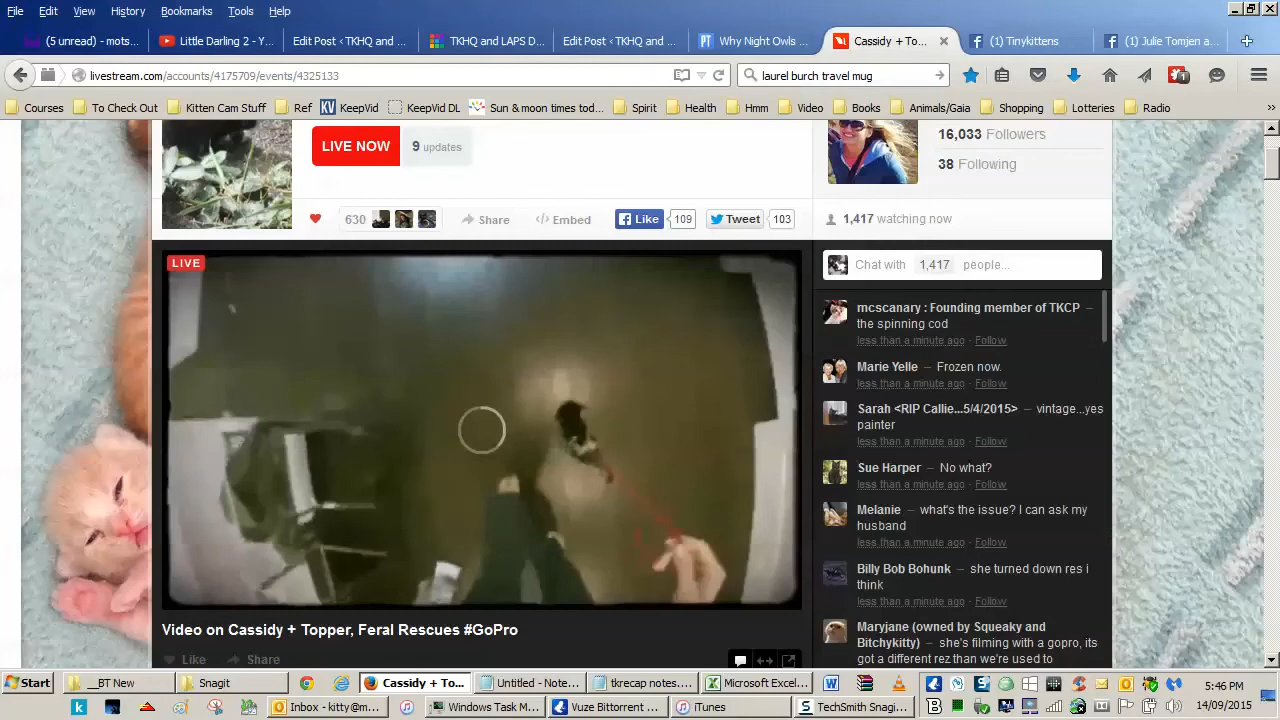 File Edit View History Bookmarks Tools Help
(5 unread) - mots... Little Darling 2 - Y... Edit Post ‹ TKHQ and ... TKHQ and LAPS D... Edit Post ‹ TKHQ and ... Why Night Owls ... Cassidy + To... (1) Tinykittens (1) Julie Tomjen a...
livestream.com/accounts/4175709/events/4325133 laurel burch travel mug
Courses To Check Out Kitten Cam Stuff Ref KeepVid KeepVid DL Sun & moon times tod... Spirit Health Hmm Video Books Animals/Gaia Shopping Lotteries Radio
LIVE NOW 9 updates
16,033 Followers
38 Following
630 Share Embed Like 109 Tweet 103
1,417 watching now
LIVE
Chat with 1,417 people...
mcscanary : Founding member of TKCP –
the spinning cod
less than a minute ago · Follow
Marie Yelle – Frozen now.
less than a minute ago · Follow
Sarah <RIP Callie...5/4/2015> – vintage...yes
painter
less than a minute ago · Follow
Sue Harper – No what?
less than a minute ago · Follow
Melanie – what's the issue? I can ask my
husband
less than a minute ago · Follow
Billy Bob Bohunk – she turned down res i
think
less than a minute ago · Follow
Maryjane (owned by Squeaky and
Bitchykitty) – she's filming with a gopro, its
got a different rez than we're used to
Video on Cassidy + Topper, Feral Rescues #GoPro
Like Share
Start __BT New Snagit Cassidy + To... Untitled - Note... tkrecap notes.... Microsoft Excel... 5:46 PM
Inbox - kitty@m... Windows Task M... Vuze Bittorrent ... iTunes TechSmith Snagi... 14/09/2015